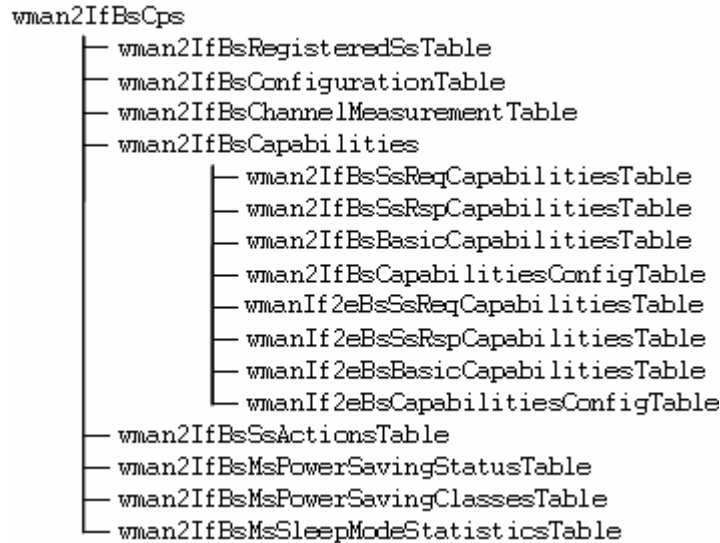 wman2IfBsCps
wman2IfBsRegisteredSsTable
wman2IfBsConfigurationTable
wman2IfBsChannelMeasurementTable
wman2IfBsCapabilities
wman2IfBsSsReqCapabilitiesTable
wman2IfBsSsRspCapabilitiesTable
wman2IfBsBasicCapabilitiesTable
wman2IfBsCapabilitiesConfigTable
wmanIf2eBsSsReqCapabilitiesTable
wmanIf2eBsSsRspCapabilitiesTable
wmanIf2eBsBasicCapabilitiesTable
wmanIf2eBsCapabilitiesConfigTable
wman2IfBsSsActionsTable
wman2IfBsMsPowerSavingStatusTable
wman2IfBsMsPowerSavingClassesTable
wman2IfBsMsSleepModeStatisticsTable